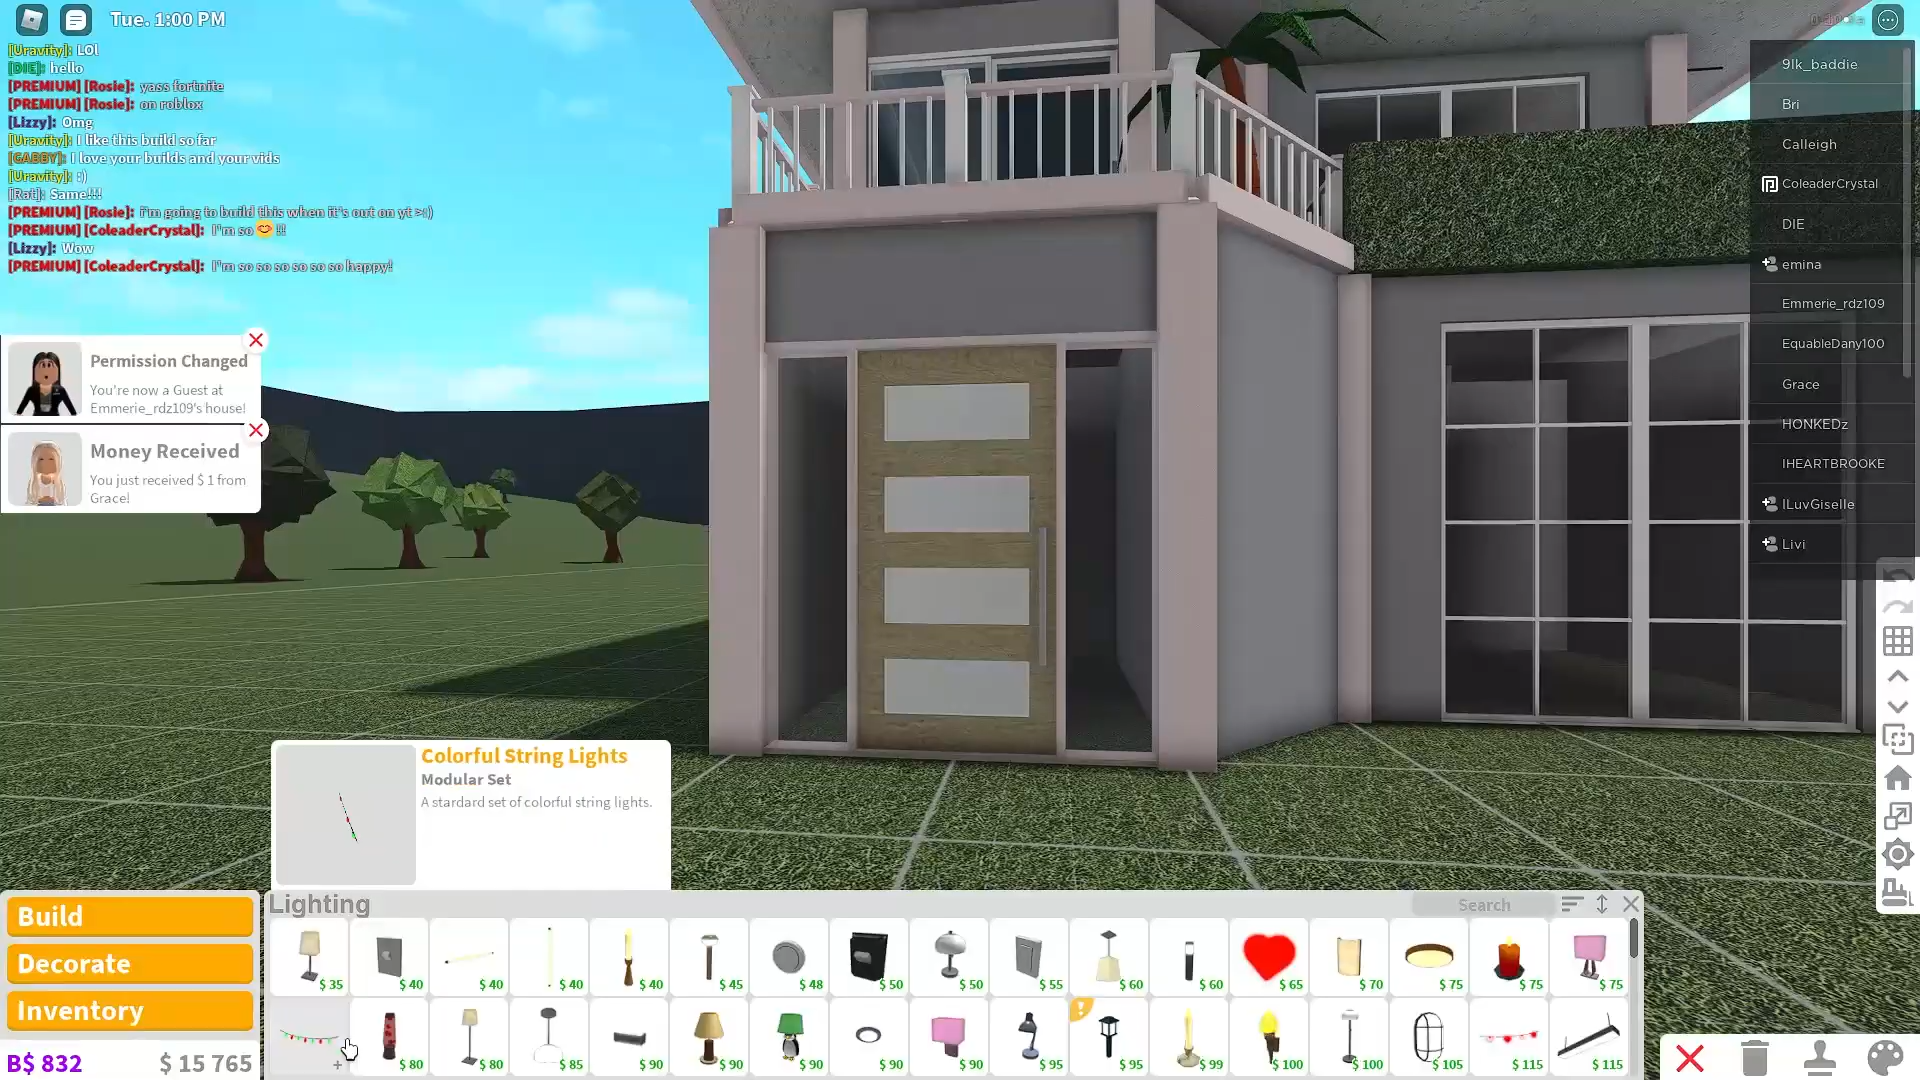 Tue. 1:00 PM
[Uravity]: LOl
[DIE]: hello
[PREMIUM] [Rosie]: yass fortnite
[PREMIUM] [Rosie]: on roblox
[Lizzy]: Omg
[Uravity]: I like this build so far
[GABBY]: I love your builds and your vids
[Uravity]: :)
[Rat]: Same!!!
[PREMIUM] [Rosie]: i'm going to build this when it's out on yt >:)
[PREMIUM] [ColeaderCrystal]: I'm so 😊 !!
[Lizzy]: Wow
[PREMIUM] [ColeaderCrystal]: I'm so so so so so so happy!
Permission Changed
You're now a Guest at
Emmerie_rdz109's house!
Money Received
You just received $ 1 from
Grace!
9lk_baddie
Bri
Calleigh
ColeaderCrystal
DIE
emina
Emmerie_rdz109
EquableDany100
Grace
HONKEDz
IHEARTBROOKE
ILuvGiselle
Livi
Colorful String Lights
Modular Set
A stardard set of colorful string lights.
Build
Decorate
Inventory
B$ 832 $ 15 765
Lighting
Search
$ 35 $ 40 $ 40 $ 40 $ 40 $ 45 $ 48 $ 50 $ 50 $ 55 $ 60 $ 60 $ 65 $ 70 $ 75 $ 75 $ 75
+ $ 80 $ 80 $ 85 $ 90 $ 90 $ 90 $ 90 $ 90 $ 95 $ 95 $ 99 $ 100 $ 100 $ 105 $ 115 $ 115